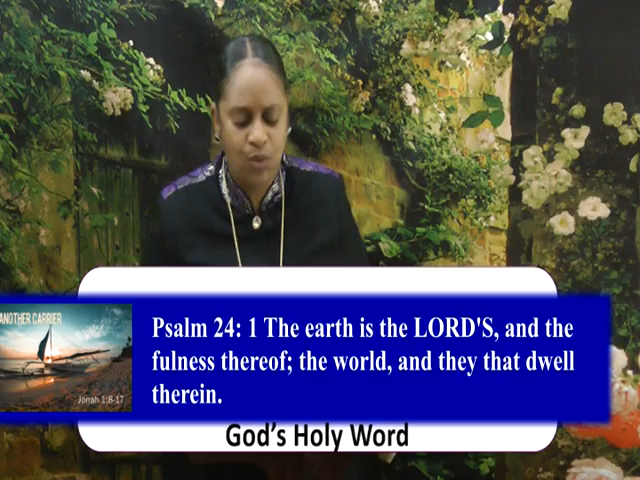 ANOTHER CARRIER
Jonah 1:8-17
Psalm 24: 1 The earth is the LORD'S, and the
fulness thereof; the world, and they that dwell
therein.
God's Holy Word